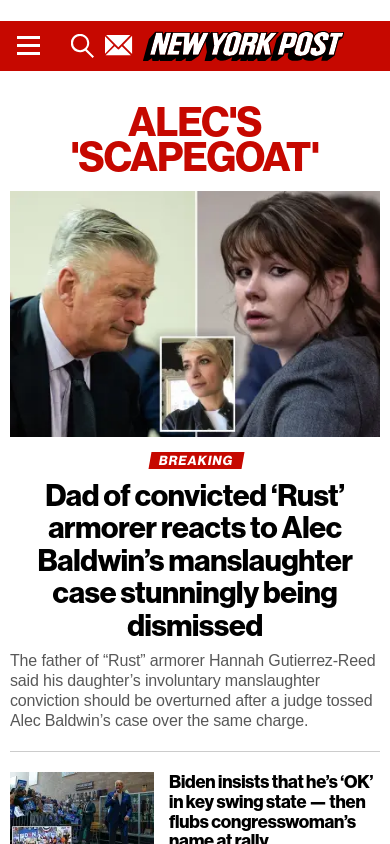 NEW YORK POST
ALEC'S
'SCAPEGOAT'
BREAKING
Dad of convicted ‘Rust’
armorer reacts to Alec
Baldwin’s manslaughter
case stunningly being
dismissed
The father of “Rust” armorer Hannah Gutierrez-Reed
said his daughter’s involuntary manslaughter
conviction should be overturned after a judge tossed
Alec Baldwin’s case over the same charge.
Biden insists that he’s ‘OK’
in key swing state — then
flubs congresswoman’s
name at rally